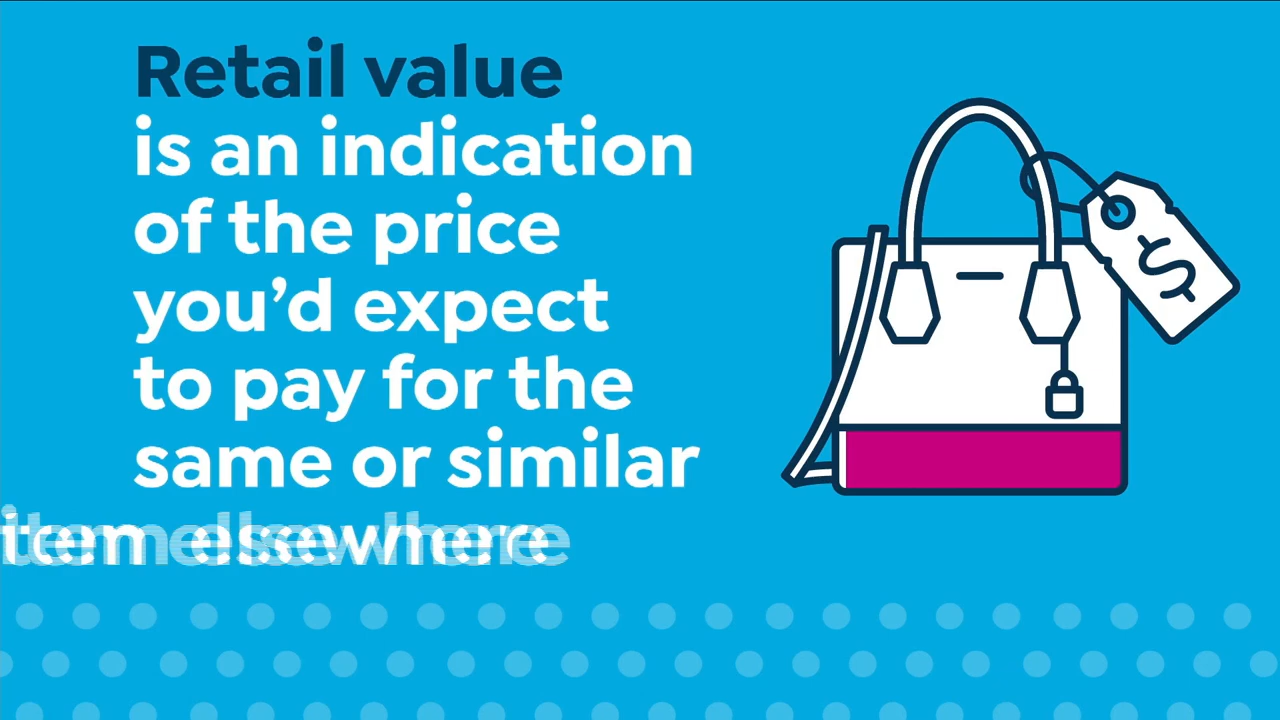 Retail value
is an indication
of the price
you'd expect
to pay for the
same or similar
item elsewhere
$